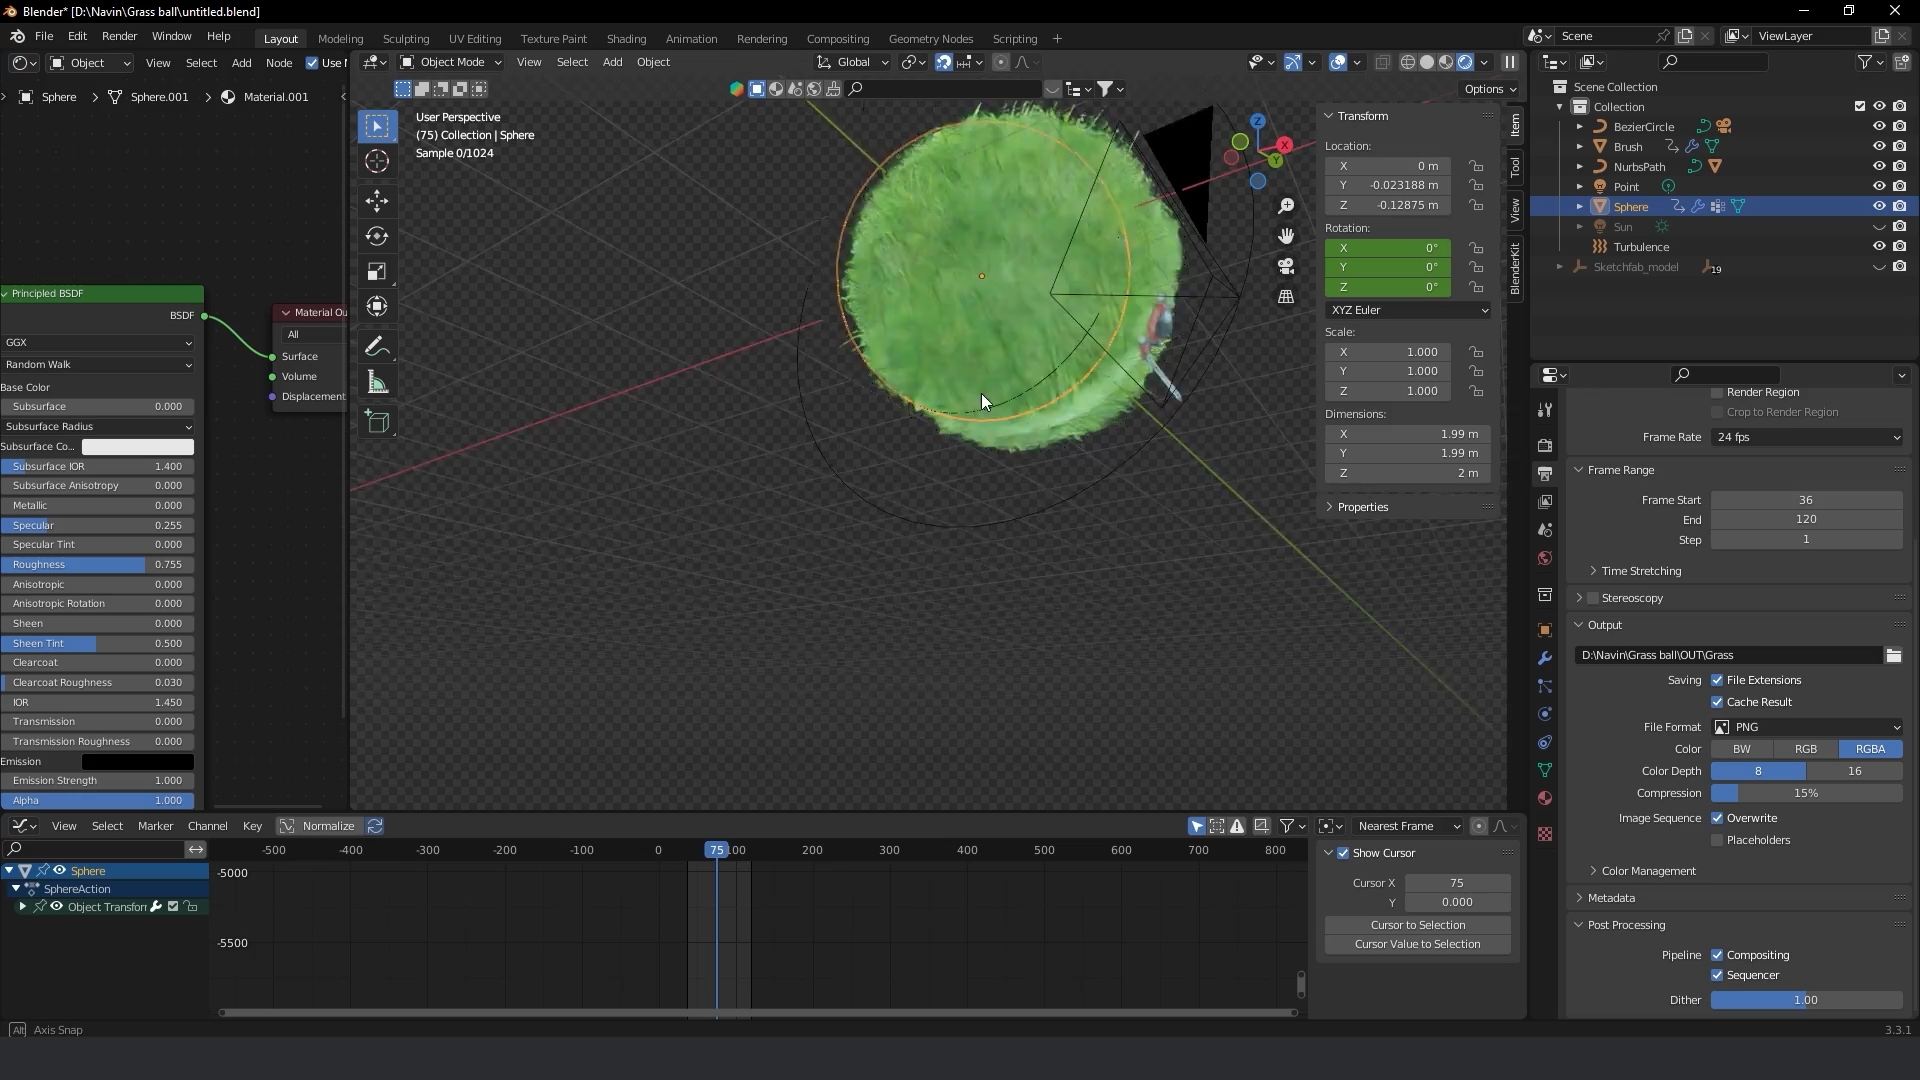 Blender* [D:\Navin\Grass ball\untitled.blend]
File Edit Render Window Help
Layout Modeling Sculpting UV Editing Texture Paint Shading Animation Rendering Compositing Geometry Nodes Scripting +
Scene
ViewLayer
Object View Select Add Node Use N
Object Mode View Select Add Object
Global
Options
Sphere > Sphere.001 > Material.001
Principled BSDF
BSDF
GGX
Random Walk
Base Color
Subsurface 0.000
Subsurface Radius
Subsurface Co...
Subsurface IOR 1.400
Subsurface Anisotropy 0.000
Metallic 0.000
Specular 0.255
Specular Tint 0.000
Roughness 0.755
Anisotropic 0.000
Anisotropic Rotation 0.000
Sheen 0.000
Sheen Tint 0.500
Clearcoat 0.000
Clearcoat Roughness 0.030
IOR 1.450
Transmission 0.000
Transmission Roughness 0.000
Emission
Emission Strength 1.000
Alpha 1.000
Material Ou
All
Surface
Volume
Displacement
User Perspective
(75) Collection | Sphere
Sample 0/1024
Z
X
Y
Transform
Location:
X 0 m
Y -0.023188 m
Z -0.12875 m
Rotation:
X 0°
Y 0°
Z 0°
XYZ Euler
Scale:
X 1.000
Y 1.000
Z 1.000
Dimensions:
X 1.99 m
Y 1.99 m
Z 2 m
Properties
Item
Tool
View
BlenderKit
Scene Collection
Collection
BezierCircle
Brush
NurbsPath
Point
Sphere
Sun
Turbulence
Sketchfab_model 19
Render Region
Crop to Render Region
Frame Rate 24 fps
Frame Range
Frame Start 36
End 120
Step 1
Time Stretching
Stereoscopy
Output
D:\Navin\Grass ball\OUT\Grass
Saving File Extensions
Cache Result
File Format PNG
Color BW RGB RGBA
Color Depth 8 16
Compression 15%
Image Sequence Overwrite
Placeholders
Color Management
Metadata
Post Processing
Pipeline Compositing
Sequencer
Dither 1.00
View Select Marker Channel Key Normalize
Nearest Frame
-500 -400 -300 -200 -100 0 75 100 200 300 400 500 600 700 800
Sphere
SphereAction
Object Transfor
-5000
-5500
Show Cursor
Cursor X 75
Y 0.000
Cursor to Selection
Cursor Value to Selection
Alt Axis Snap
3.3.1